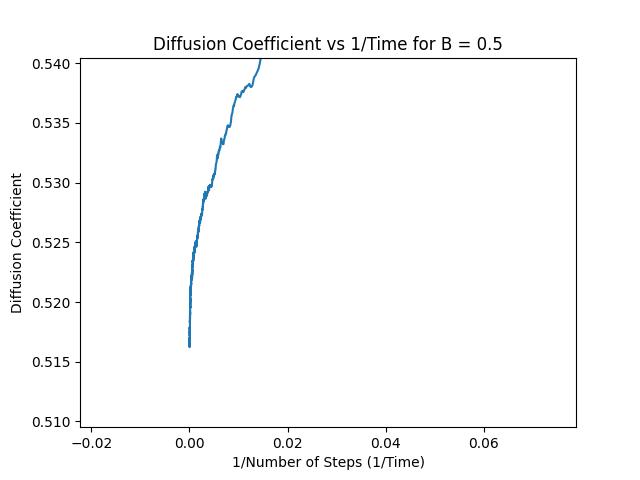 Diffusion Coefficient vs 1/Time for B = 0.5
Diffusion Coefficient
0.540
0.535
0.530
0.525
0.520
0.515
0.510
−0.02 0.00 0.02 0.04 0.06
1/Number of Steps (1/Time)